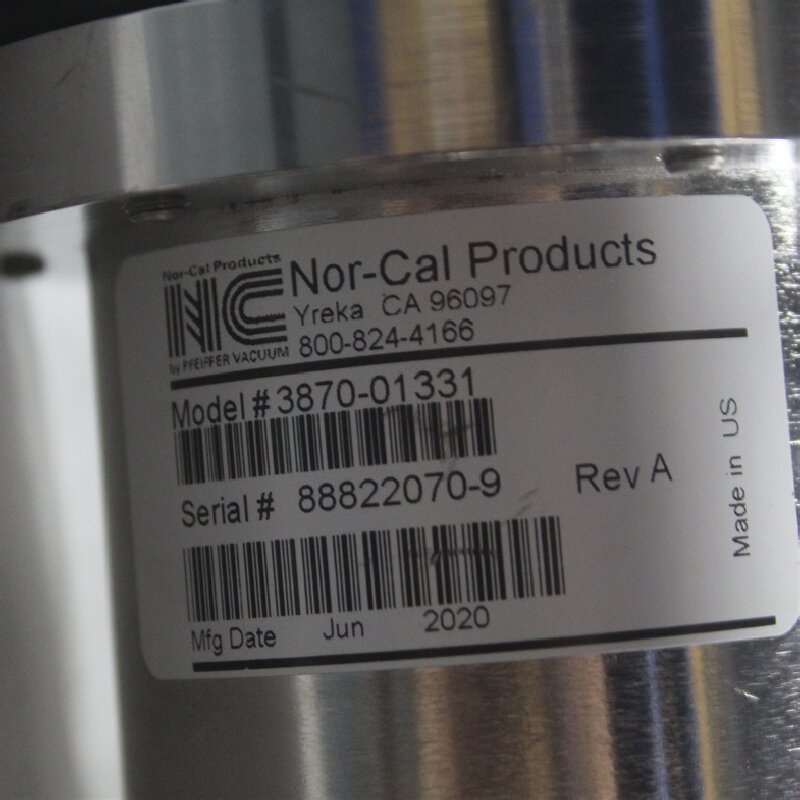 Nor-Cal Products
NC
by PFEIFFER VACUUM
Nor-Cal Products
Yreka CA 96097
800-824-4166
Model # 3870-01331
Serial # 88822070-9
Rev A
Mfg Date Jun 2020
Made in US